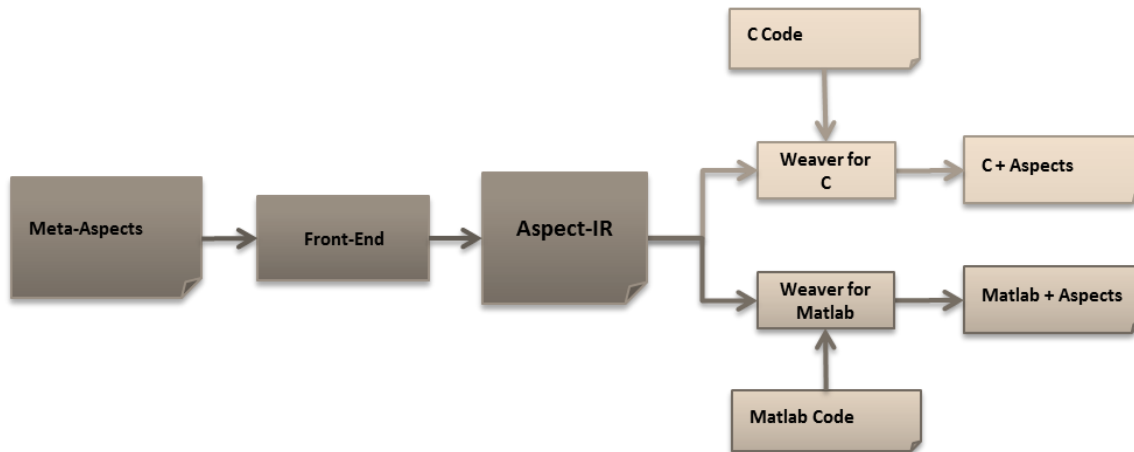 C Code
Weaver for
C
C + Aspects
Meta-Aspects
Front-End
Aspect-IR
Weaver for
Matlab
Matlab + Aspects
Matlab Code